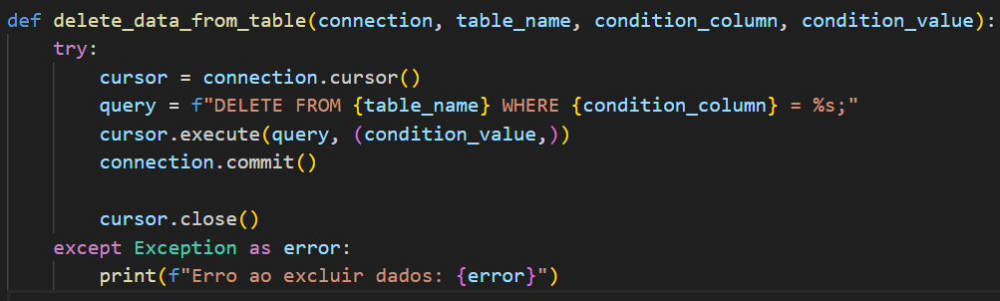 def delete_data_from_table(connection, table_name, condition_column, condition_value):
    try:
        cursor = connection.cursor()
        query = f"DELETE FROM {table_name} WHERE {condition_column} = %s;"
        cursor.execute(query, (condition_value,))
        connection.commit()

        cursor.close()
    except Exception as error:
        print(f"Erro ao excluir dados: {error}")